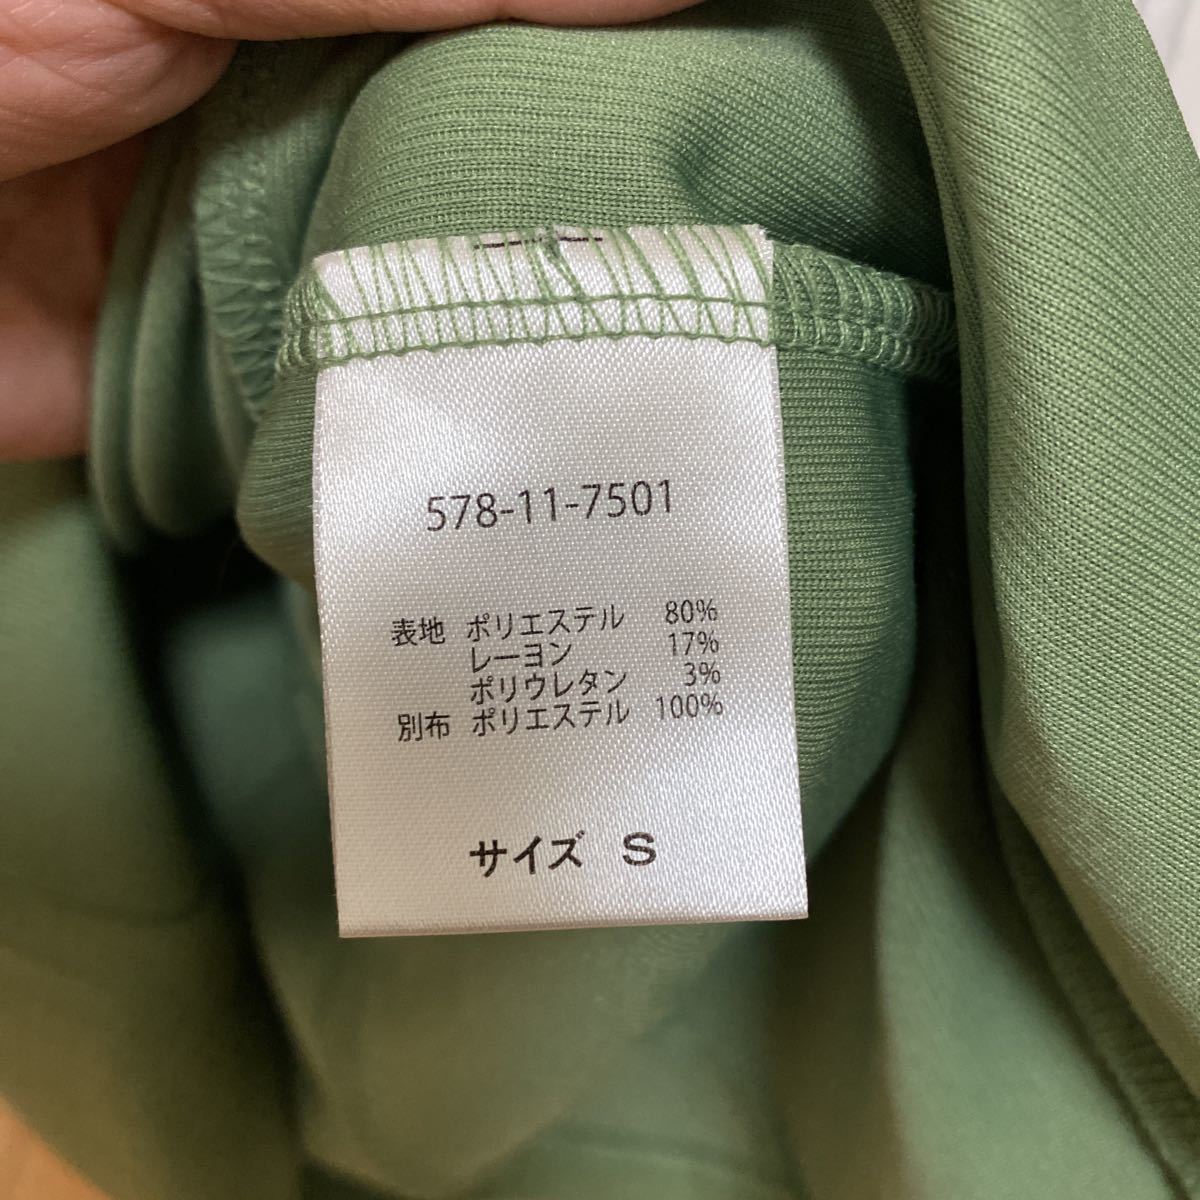 578-11-7501
表地 ポリエステル 80%
レーヨン 17%
ポリウレタン 3%
別布 ポリエステル 100%
サイズ S